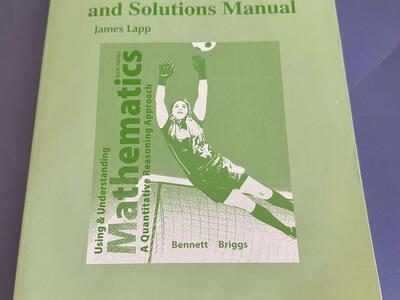 and Solutions Manual
James Lapp
Using & Understanding
Mathematics
A Quantitative Reasoning Approach
Bennett Briggs